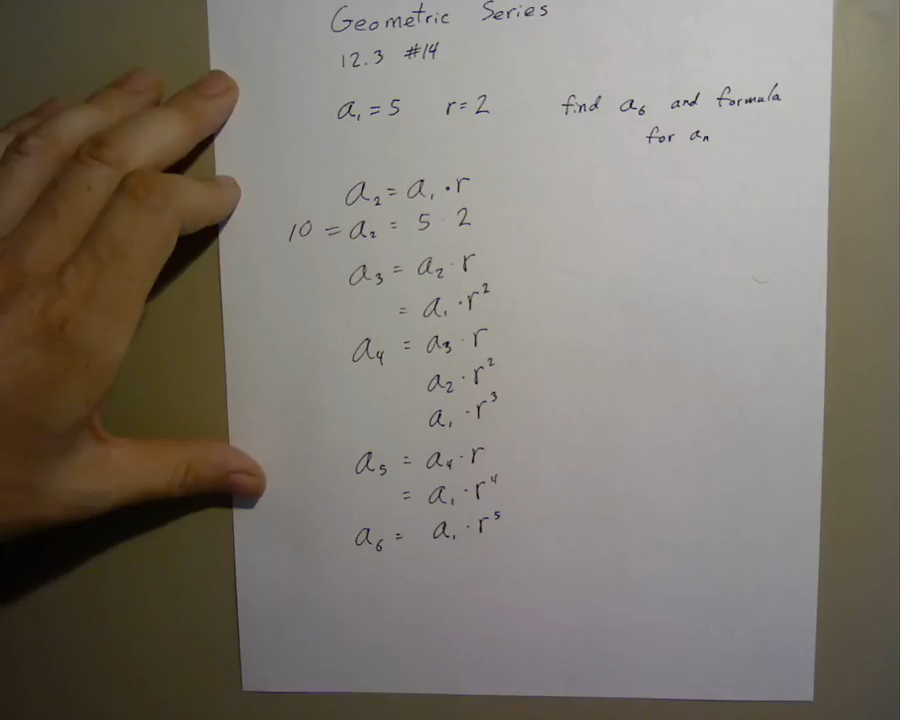 Geometric Series
12.3 #14
a₁ = 5 r = 2 find a₆ and formula
for aₙ
a₂ = a₁ · r
10 = a₂ = 5 · 2
a₃ = a₂ · r
= a₁ · r²
a₄ = a₃ · r
a₂ · r²
a₁ · r³
a₅ = a₄ · r
= a₁ · r⁴
a₆ = a₁ · r⁵